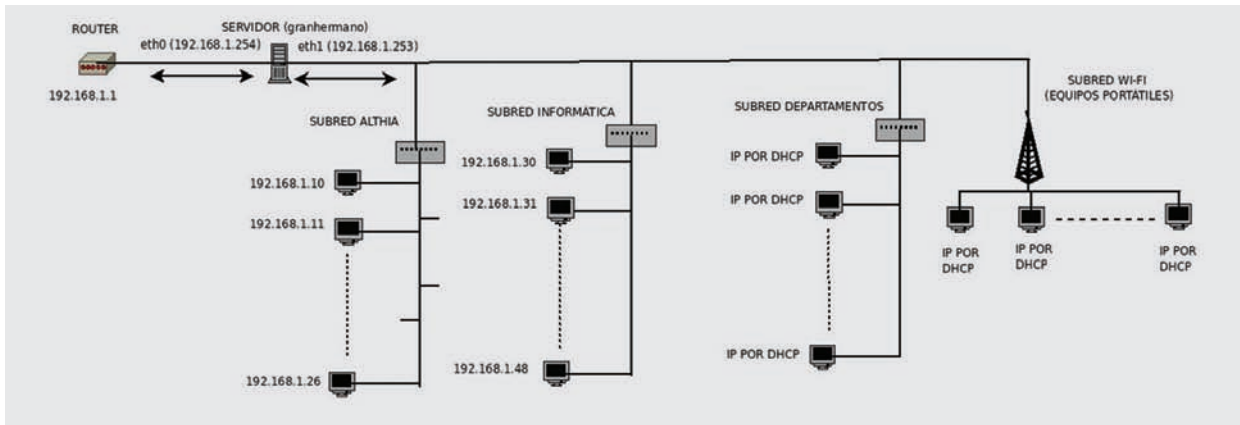 ROUTER
192.168.1.1
SERVIDOR (granhermano)
eth0 (192.168.1.254)
eth1 (192.168.1.253)
SUBRED ALTHIA
192.168.1.10
192.168.1.11
192.168.1.26
SUBRED INFORMÁTICA
192.168.1.30
192.168.1.31
192.168.1.48
SUBRED DEPARTAMENTOS
IP POR DHCP
IP POR DHCP
IP POR DHCP
SUBRED WI-FI
(EQUIPOS PORTÁTILES)
IP POR
DHCP
IP POR
DHCP
IP POR
DHCP